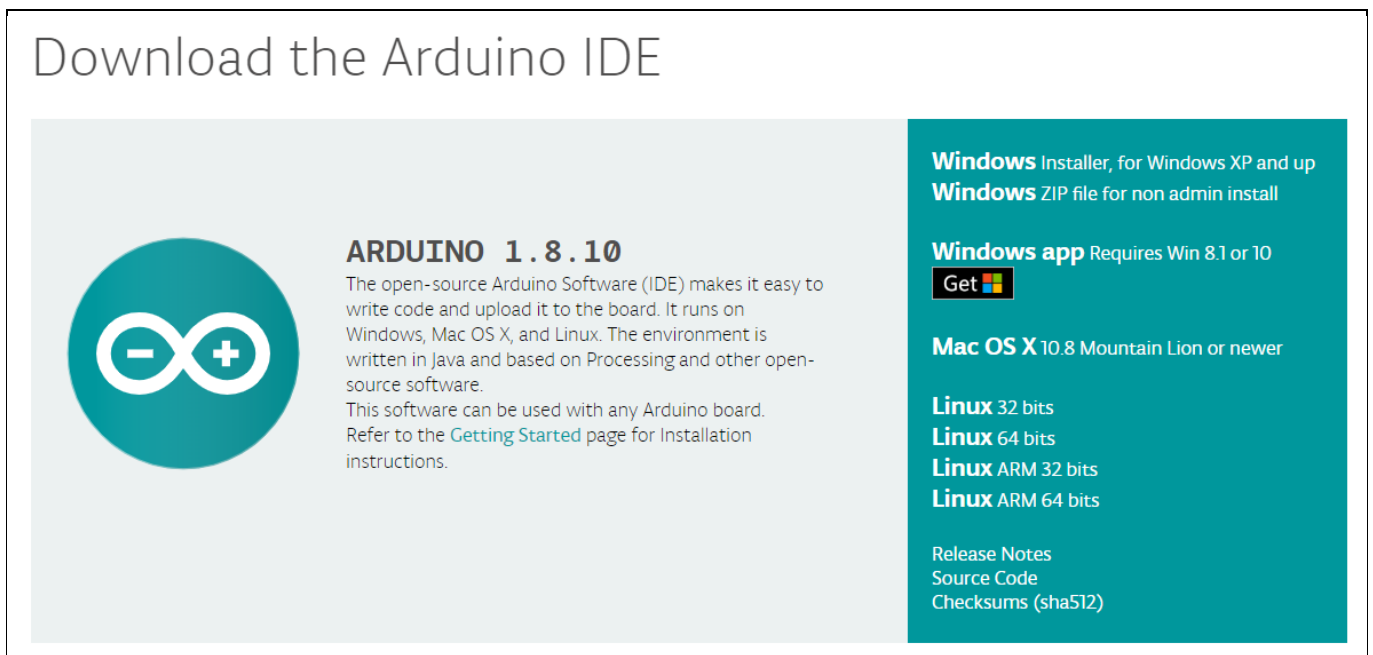 Download the Arduino IDE
ARDUINO 1.8.10
The open-source Arduino Software (IDE) makes it easy to
write code and upload it to the board. It runs on
Windows, Mac OS X, and Linux. The environment is
written in Java and based on Processing and other open-
source software.
This software can be used with any Arduino board.
Refer to the Getting Started page for Installation
instructions.
Windows Installer, for Windows XP and up
Windows ZIP file for non admin install
Windows app Requires Win 8.1 or 10
Get
Mac OS X 10.8 Mountain Lion or newer
Linux 32 bits
Linux 64 bits
Linux ARM 32 bits
Linux ARM 64 bits
Release Notes
Source Code
Checksums (sha512)